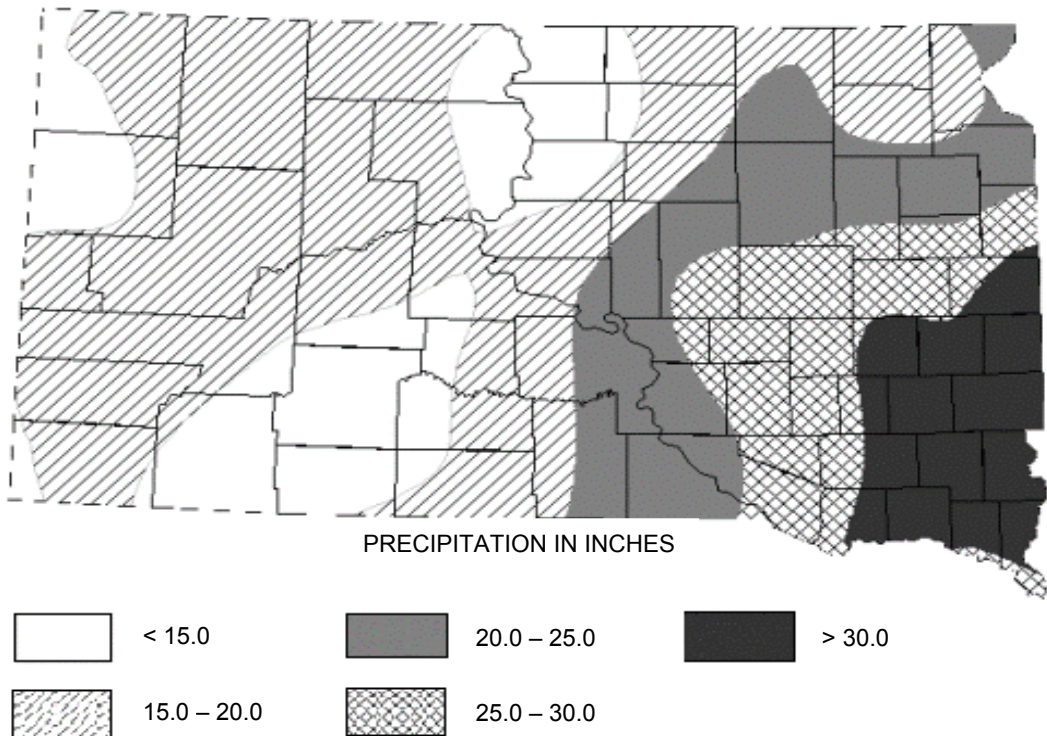 PRECIPITATION IN INCHES
< 15.0
20.0 – 25.0
> 30.0
15.0 – 20.0
25.0 – 30.0